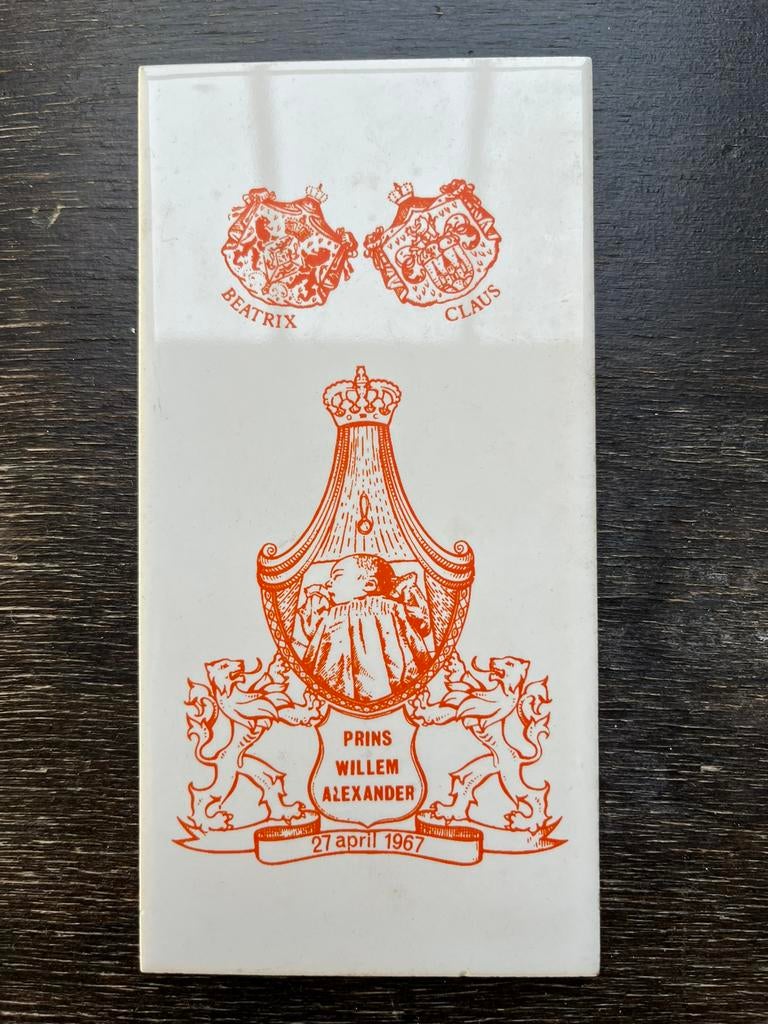 BEATRIX
CLAUS
PRINS
WILLEM
ALEXANDER
27 april 1967